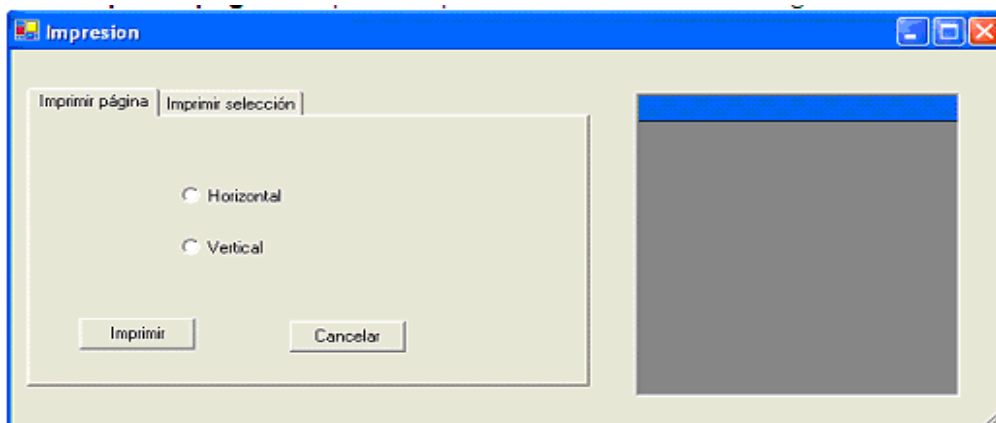 Impresion
Imprimir página
Imprimir selección
Horizontal
Vertical
Imprimir
Cancelar